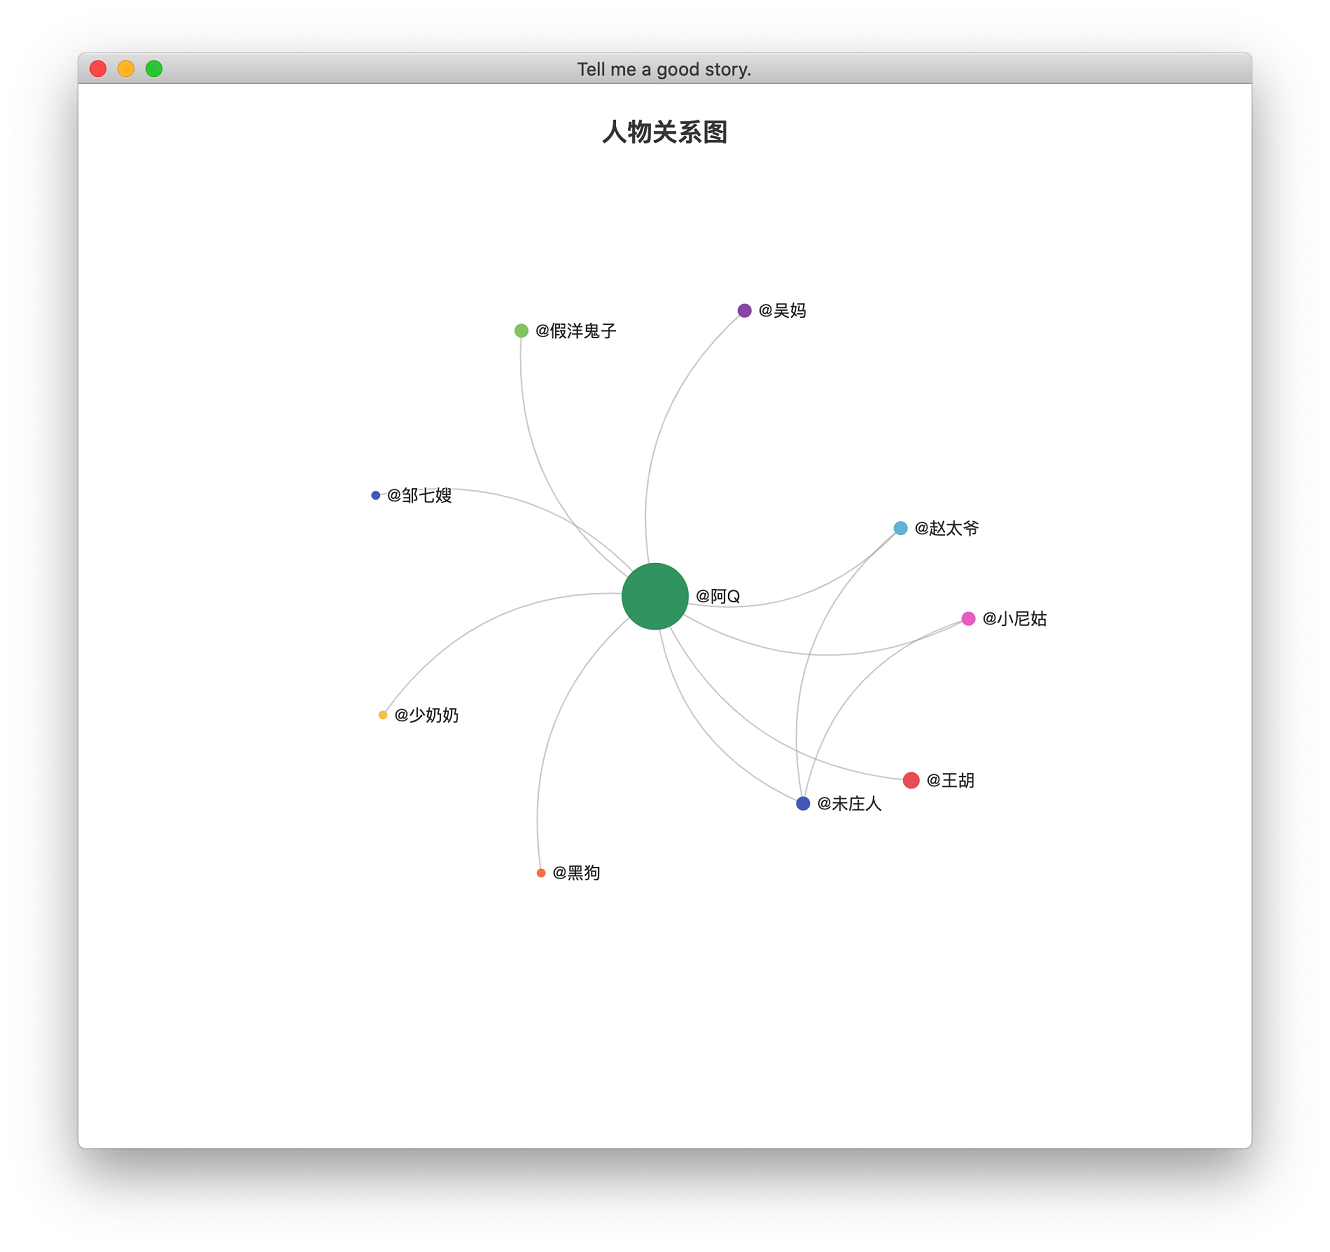 Tell me a good story.
人物关系图
@吴妈
@假洋鬼子
@邹七嫂
@赵太爷
@阿Q
@小尼姑
@少奶奶
@王胡
@未庄人
@黑狗